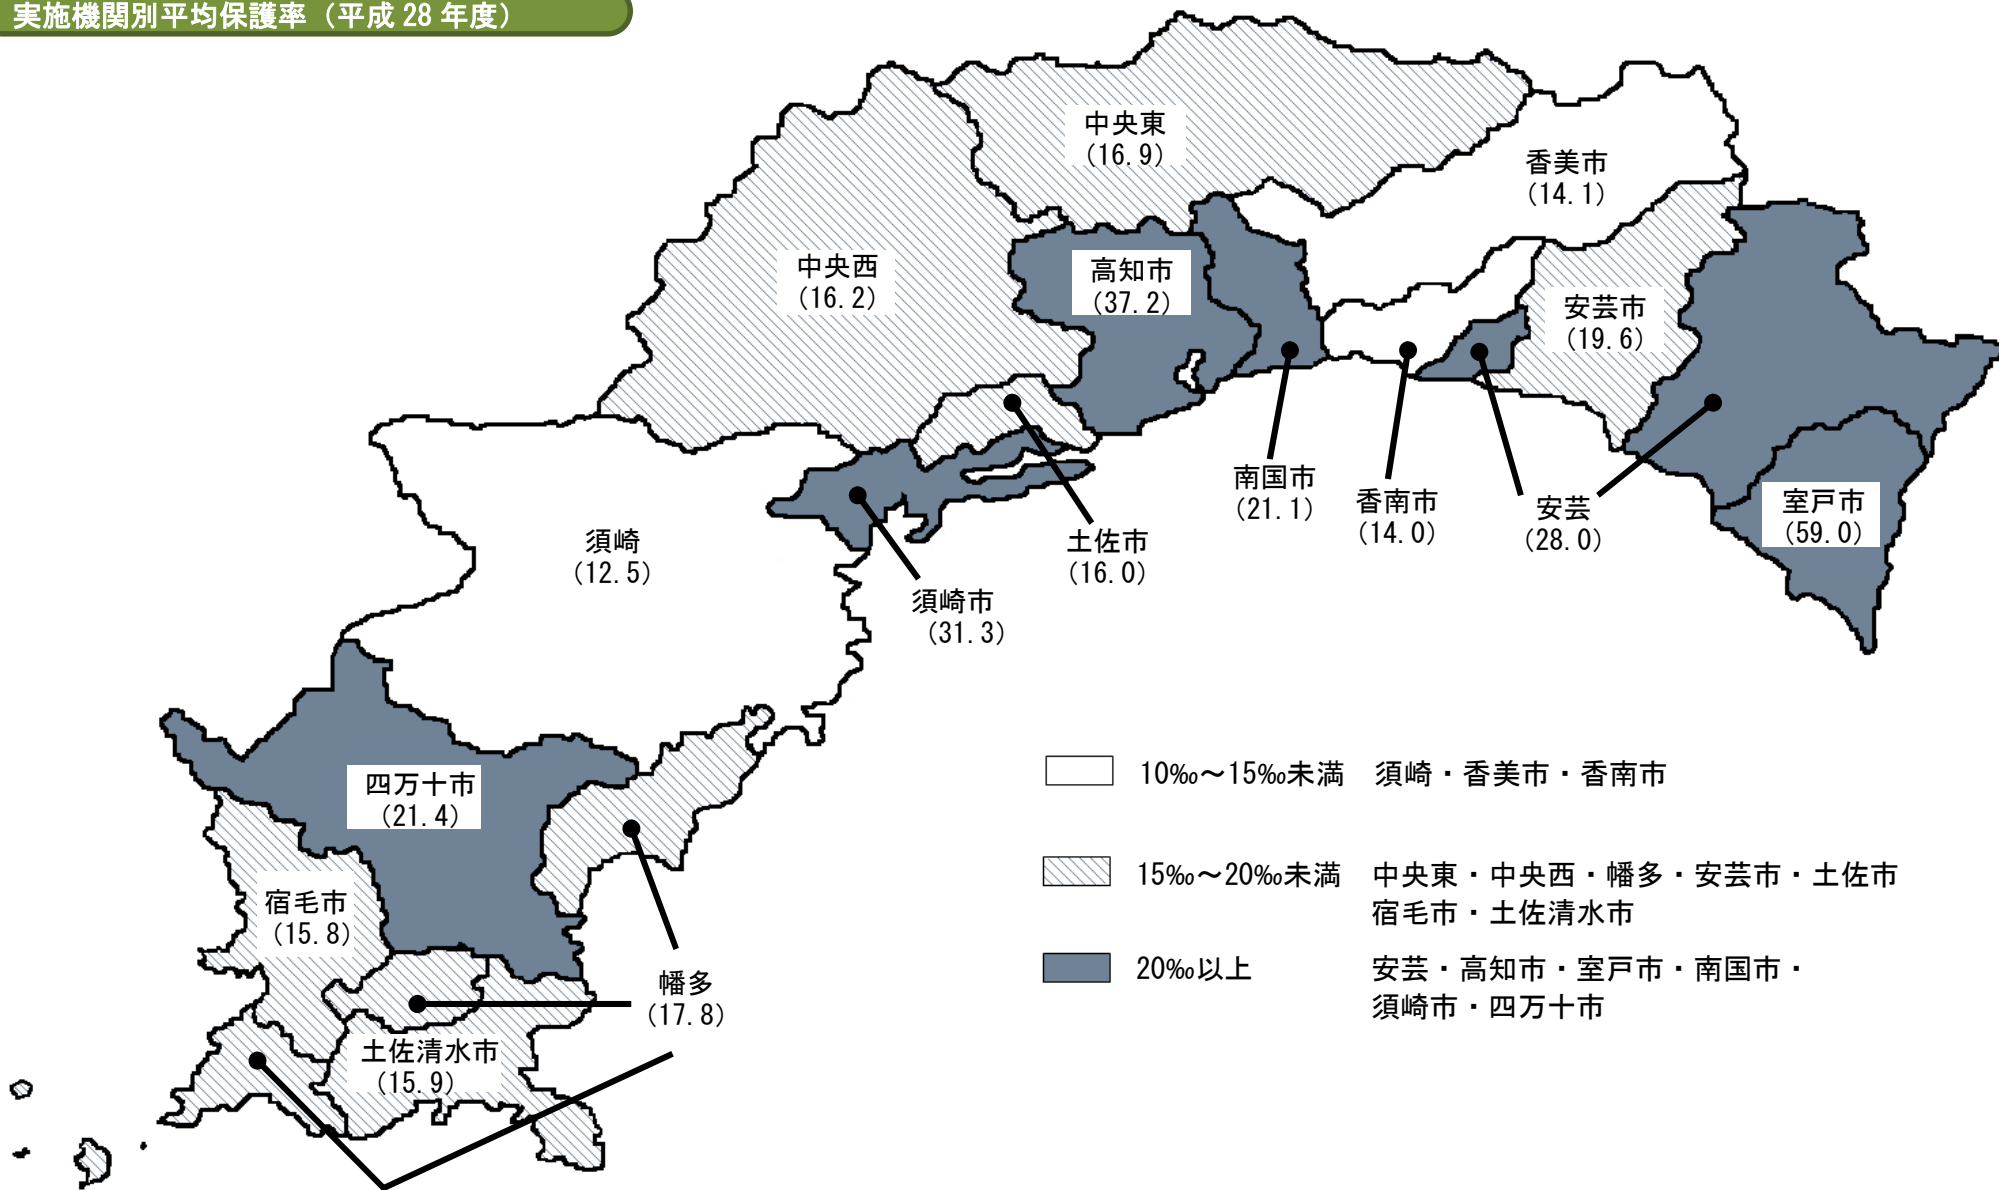 実施機関別平均保護率（平成 28 年度）
中央東
(16.9)
香美市
(14.1)
中央西
(16.2)
高知市
(37.2)
安芸市
(19.6)
南国市
(21.1)
香南市
(14.0)
安芸
(28.0)
室戸市
(59.0)
須崎
(12.5)
土佐市
(16.0)
須崎市
(31.3)
四万十市
(21.4)
宿毛市
(15.8)
幡多
(17.8)
土佐清水市
(15.9)
10‰～15‰未満　須崎・香美市・香南市
15‰～20‰未満　中央東・中央西・幡多・安芸市・土佐市
宿毛市・土佐清水市
20‰以上　安芸・高知市・室戸市・南国市・
須崎市・四万十市